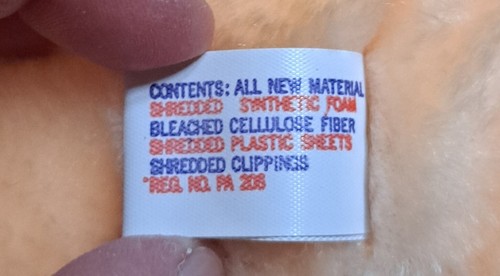 CONTENTS: ALL NEW MATERIAL
SHREDDED SYNTHETIC FOAM
BLEACHED CELLULOSE FIBER
SHREDDED PLASTIC SHEETS
SHREDDED CLIPPINGS
"REG. NO. PA 208